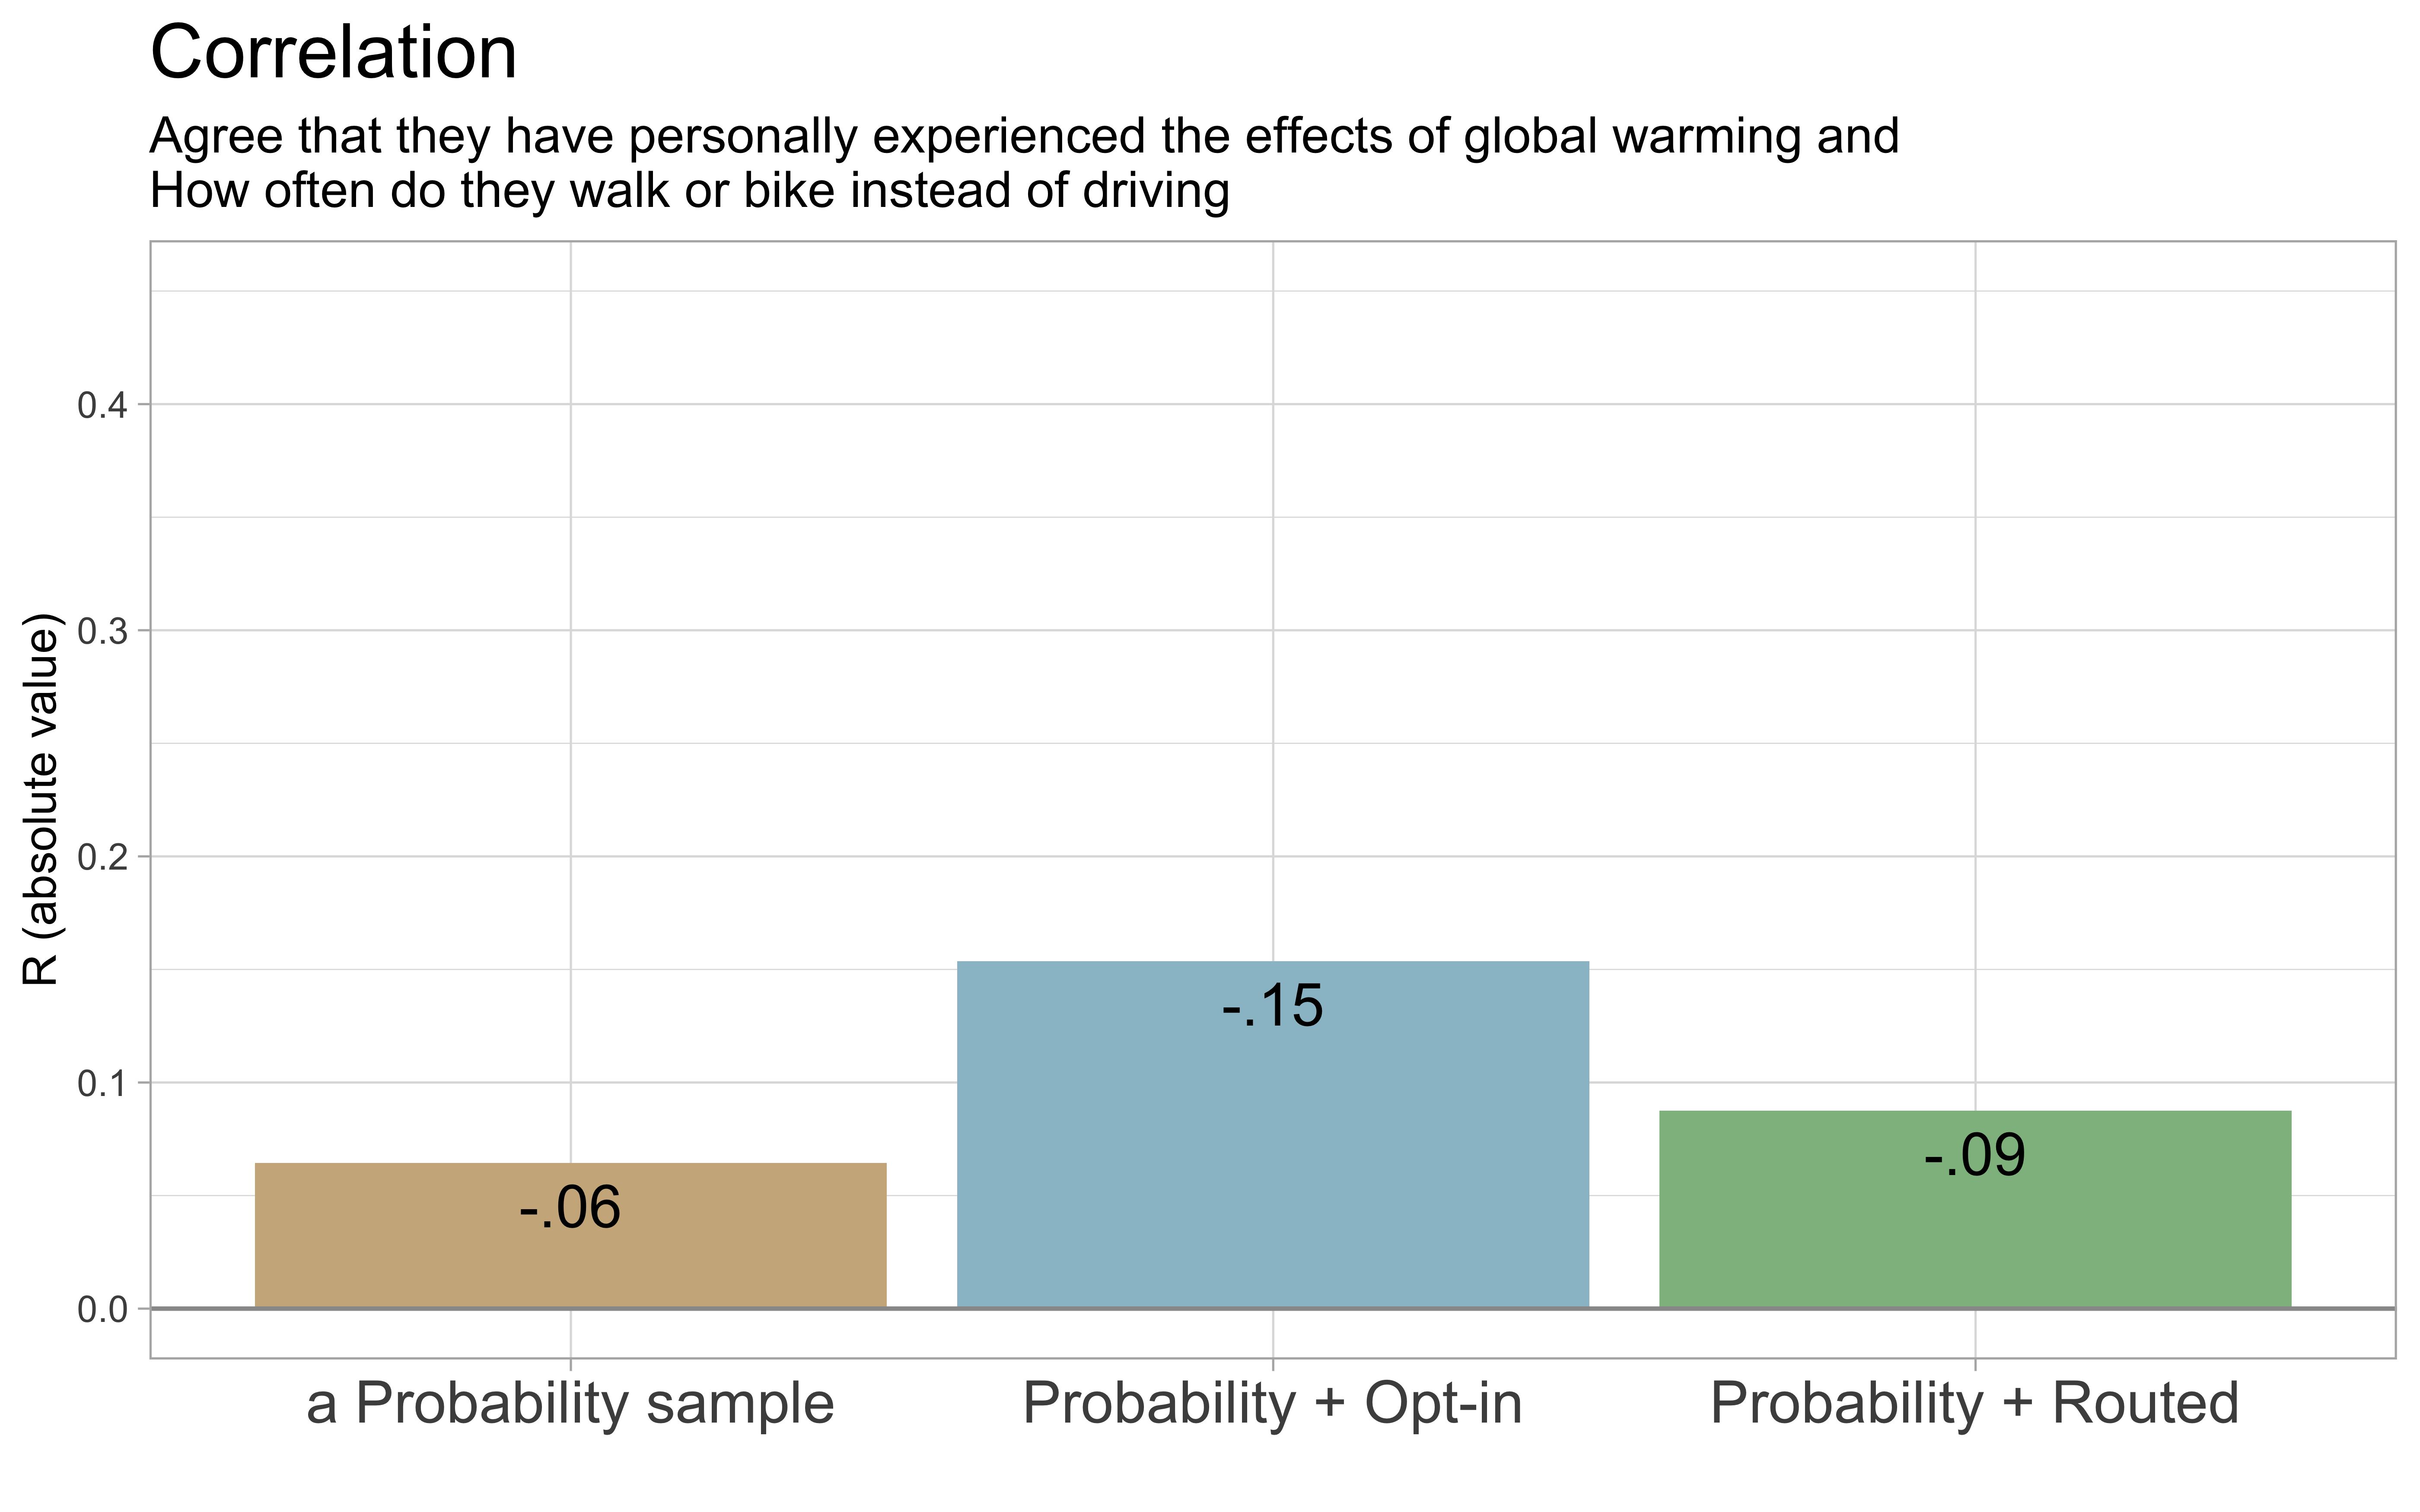 Correlation
Agree that they have personally experienced the effects of global warming and
How often do they walk or bike instead of driving
R (absolute value)
0.4
0.3
0.2
0.1
0.0
-.06
-.15
-.09
a Probability sample
Probability + Opt-in
Probability + Routed